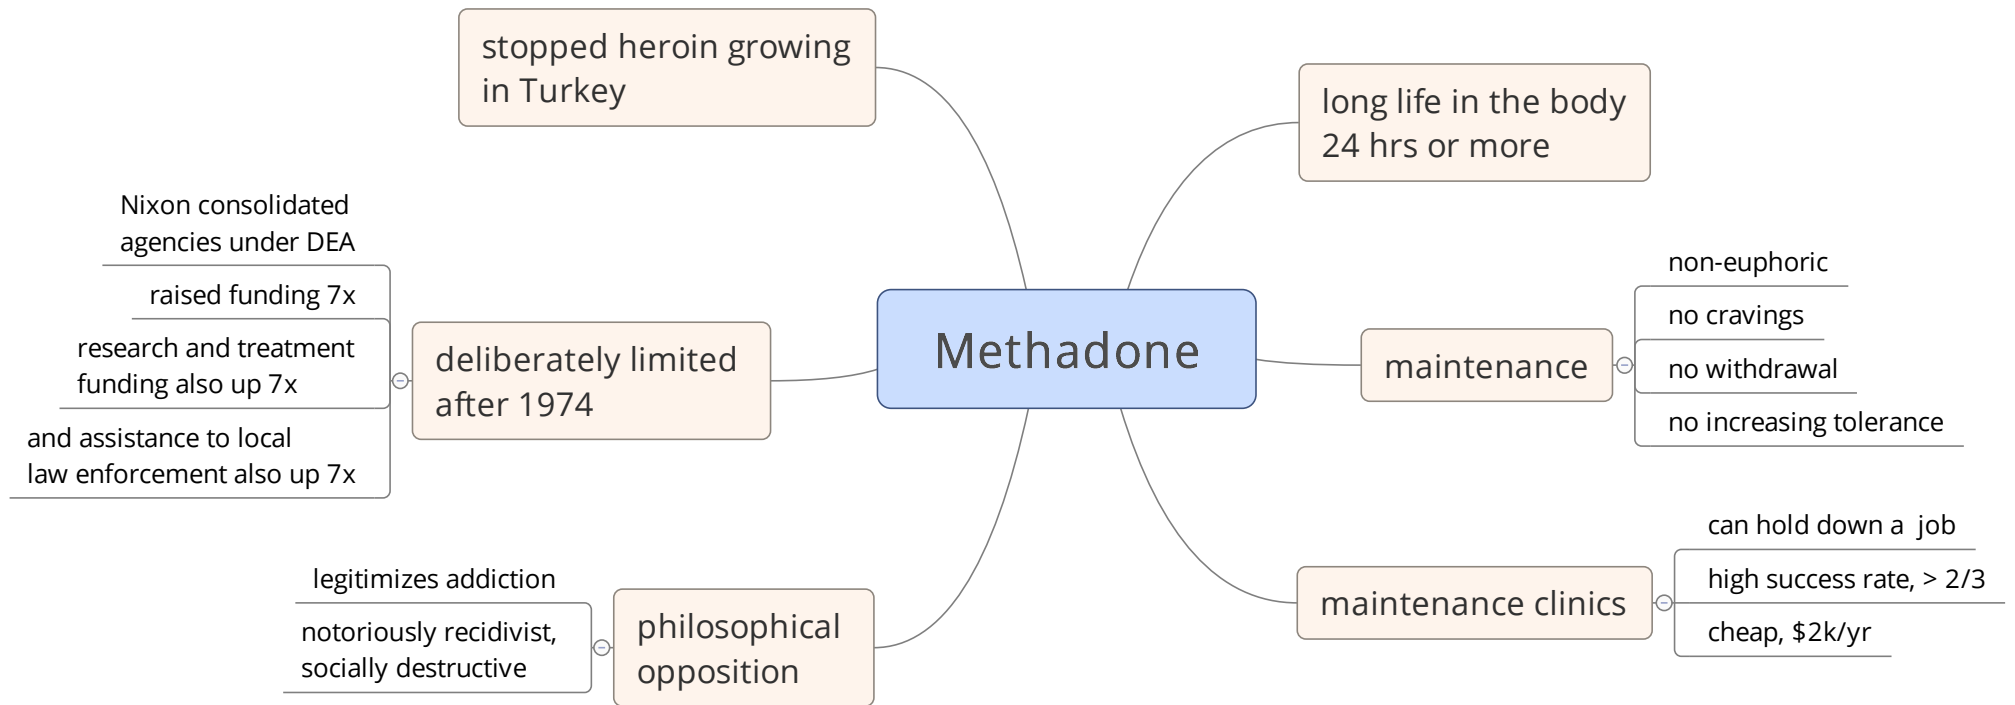 stopped heroin growing
in Turkey
long life in the body
24 hrs or more
Nixon consolidated
agencies under DEA
raised funding 7x
research and treatment
funding also up 7x
and assistance to local
law enforcement also up 7x
deliberately limited
after 1974
Methadone
maintenance
non-euphoric
no cravings
no withdrawal
no increasing tolerance
legitimizes addiction
notoriously recidivist,
socially destructive
philosophical
opposition
maintenance clinics
can hold down a  job
high success rate, > 2/3
cheap, $2k/yr